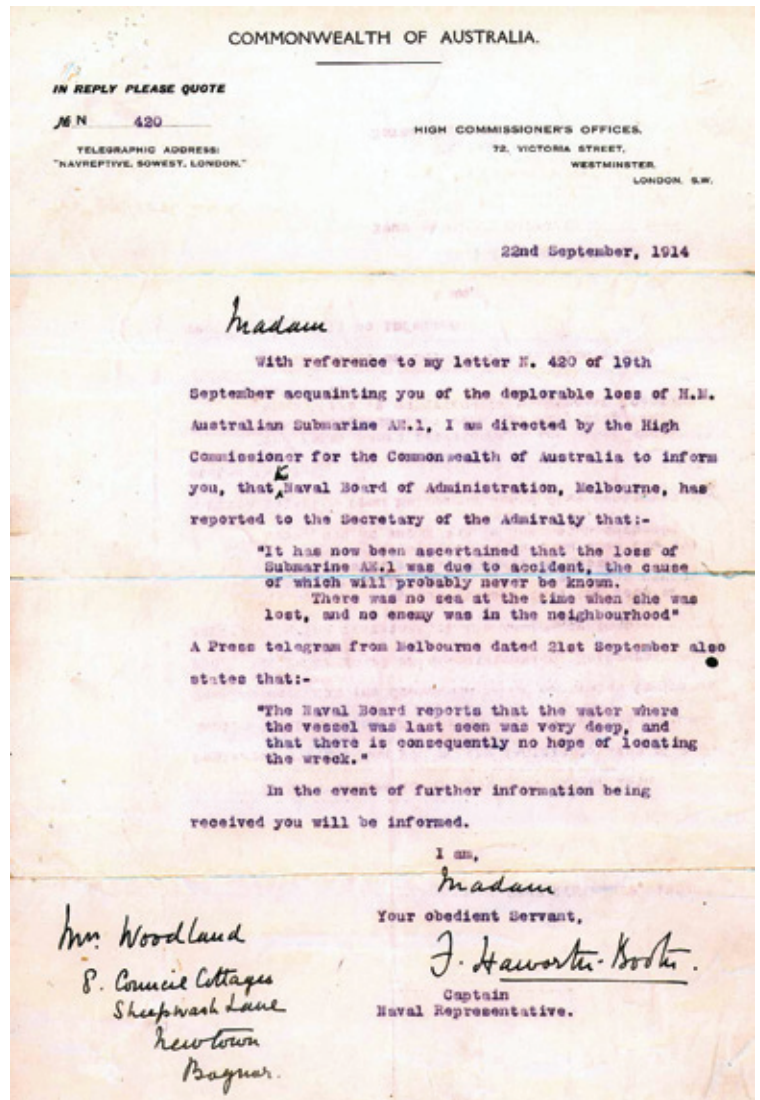 COMMONWEALTH OF AUSTRALIA.
IN REPLY PLEASE QUOTE
No N 420
TELEGRAPHIC ADDRESS:
"NAVREPTIVE, SOWEST, LONDON."
HIGH COMMISSIONER'S OFFICES,
72, VICTORIA STREET,
WESTMINSTER,
LONDON. S.W.
22nd September, 1914
Madam
With reference to my letter N. 420 of 19th
September acquainting you of the deplorable loss of H.M.
Australian Submarine AE.1, I am directed by the High
Commissioner for the Commonwealth of Australia to inform
you, that Naval Board of Administration, Melbourne, has
reported to the Secretary of the Admiralty that:-
"It has now been ascertained that the loss of
Submarine AE.1 was due to accident, the cause
of which will probably never be known.
There was no sea at the time when she was
lost, and no enemy was in the neighbourhood"
A Press telegram from Melbourne dated 21st September also
states that:-
"The Naval Board reports that the water where
the vessel was last seen was very deep, and
that there is consequently no hope of locating
the wreck."
In the event of further information being
received you will be informed.
I am,
Madam
Your obedient Servant,
F. Haworth-Booth.
Captain
Naval Representative.
Mrs. Woodland
8. Council Cottages
Sheepwash Lane
Newtown
Bognor.